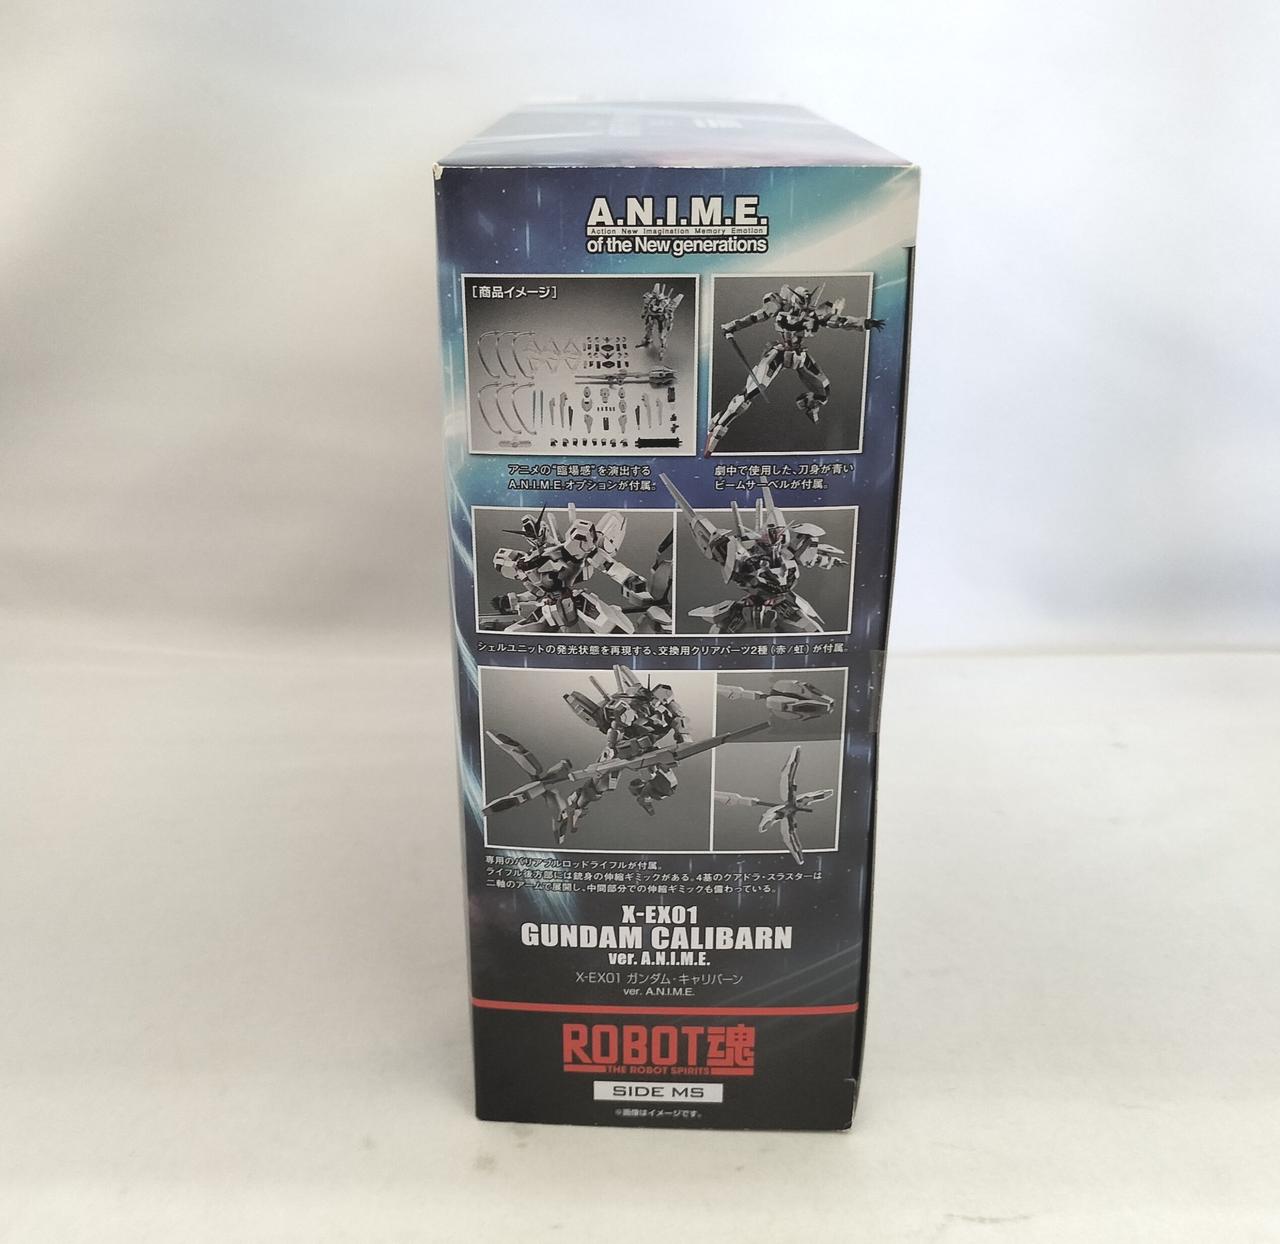 A.N.I.M.E.
Action New Imagination Memory Emotion
of the New generations
[商品イメージ]
アニメの"臨場感"を演出する
A.N.I.M.E.オプションが付属。
劇中で使用した、刀身が青い
ビームサーベルが付属。
シェルユニットの発光状態を再現する、交換用クリアパーツ2種(赤/虹)が付属。
専用のバリアブルロッドライフルが付属。
ライフル後方部には銃身の伸縮ギミックがある。4基のクアドラ・スラスターは
二軸のアームで展開し、中間部分での伸縮ギミックも備わっている。
X-EX01
GUNDAM CALIBARN
ver. A.N.I.M.E.
X-EX01 ガンダム・キャリバーン
ver. A.N.I.M.E.
ROBOT魂
THE ROBOT SPIRITS
SIDE MS
※画像はイメージです。